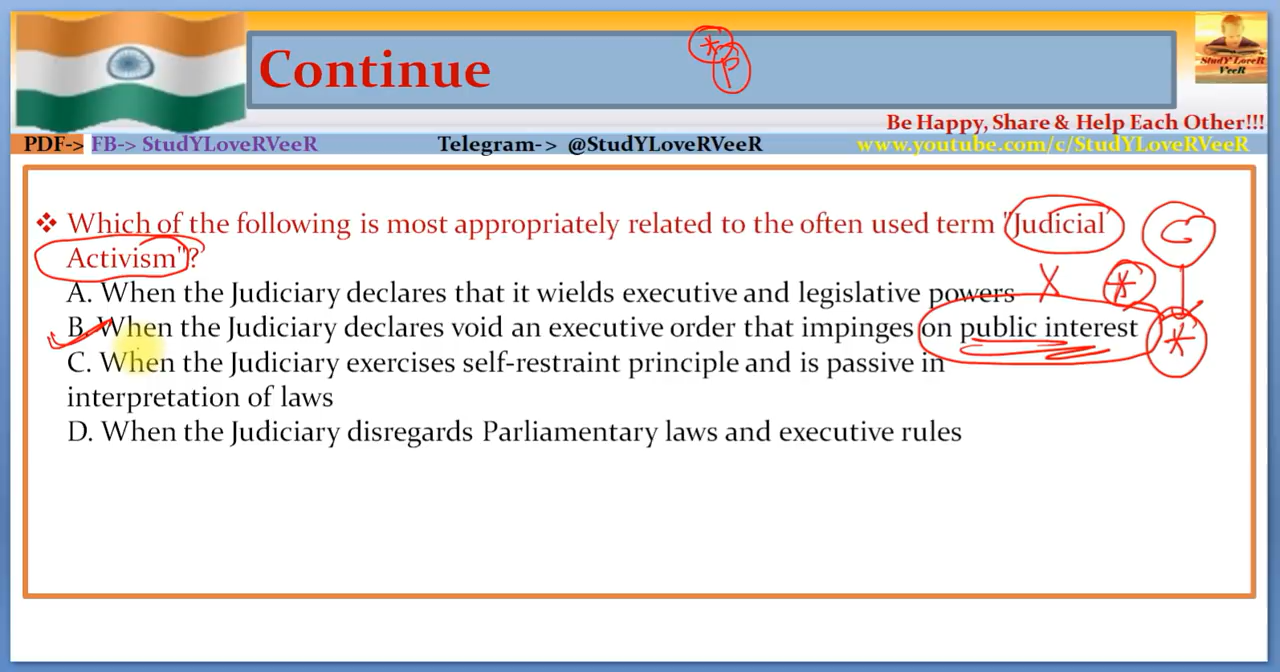 Continue
StudY LoveR
VeeR
Be Happy, Share & Help Each Other!!!
PDF-> FB-> StudYLoveRVeeR Telegram-> @StudYLoveRVeeR www.youtube.com/c/StudYLoveRVeeR
Which of the following is most appropriately related to the often used term "Judicial
Activism"?
A. When the Judiciary declares that it wields executive and legislative powers
B. When the Judiciary declares void an executive order that impinges on public interest
C. When the Judiciary exercises self-restraint principle and is passive in
interpretation of laws
D. When the Judiciary disregards Parliamentary laws and executive rules